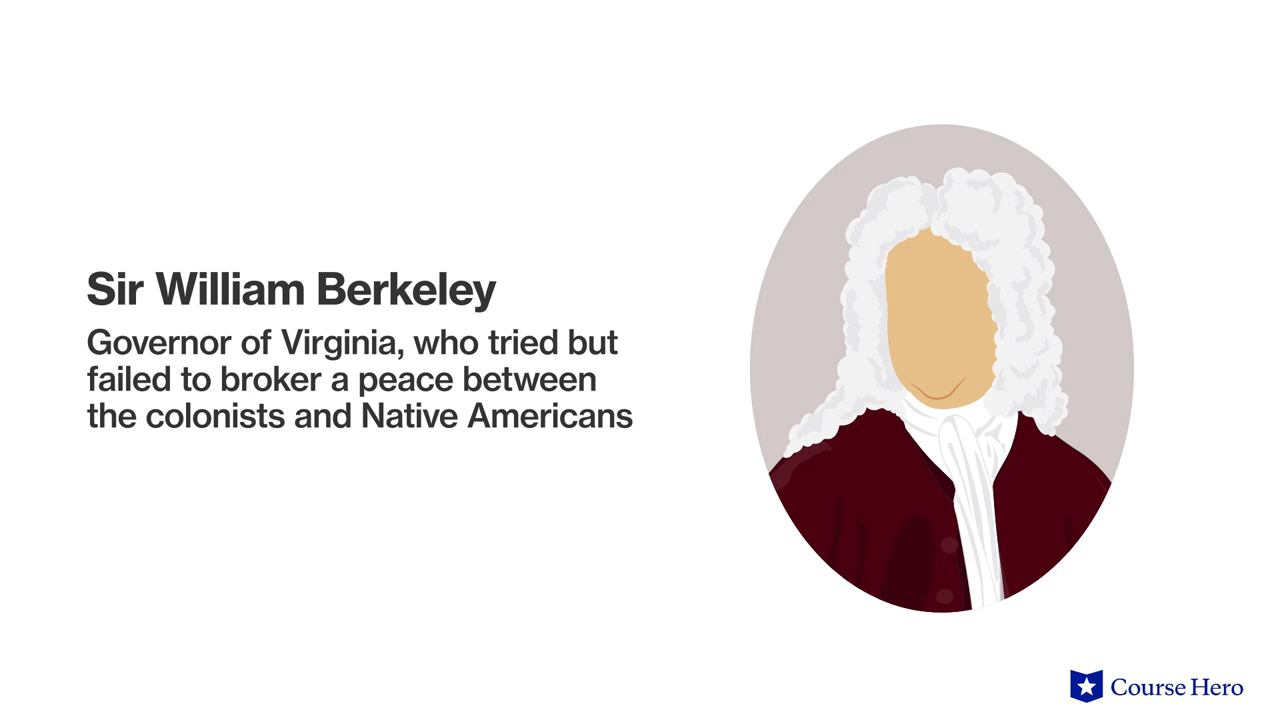 Sir William Berkeley
Governor of Virginia, who tried but
failed to broker a peace between
the colonists and Native Americans
Course Hero